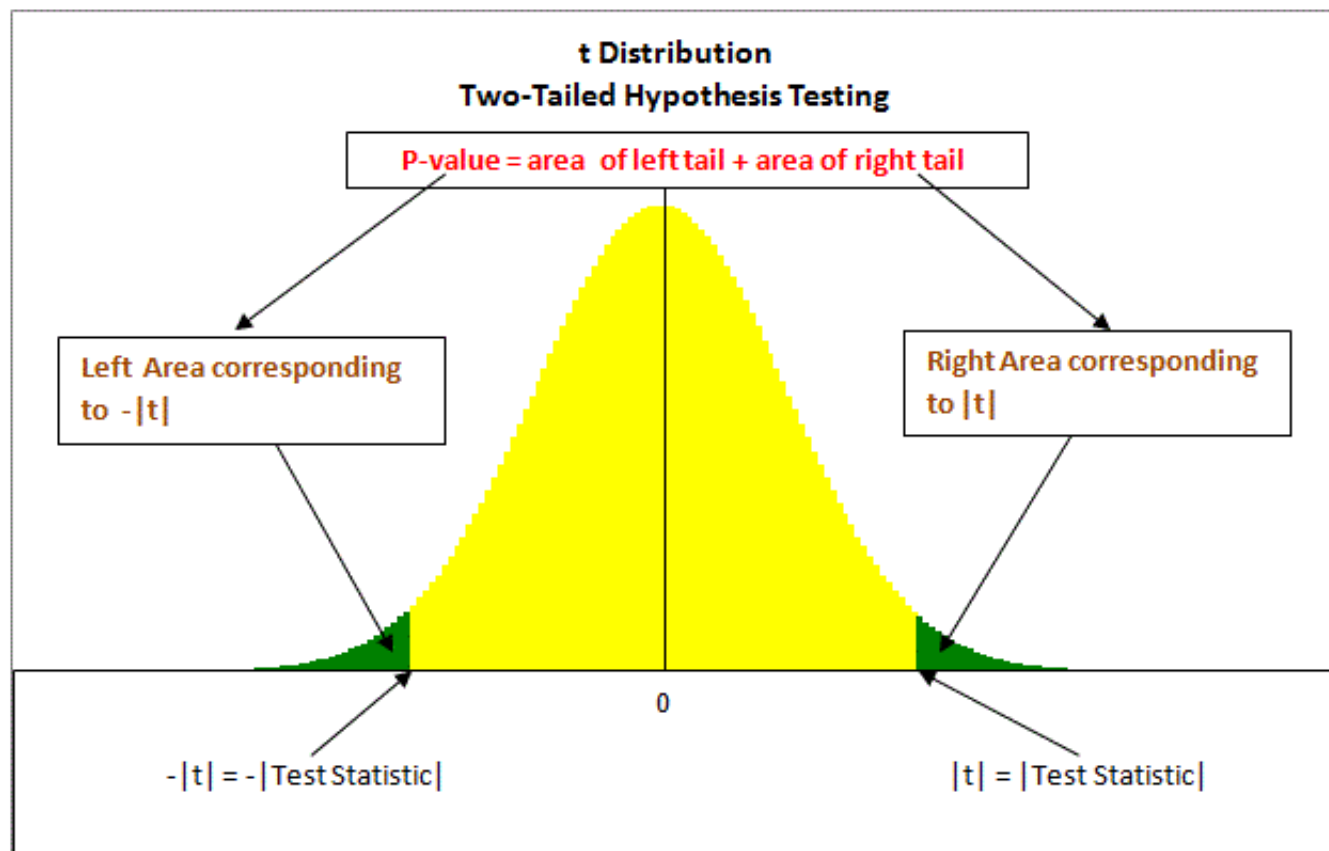 t Distribution
Two-Tailed Hypothesis Testing
P-value = area of left tail + area of right tail
Left Area corresponding
to -|t|
Right Area corresponding
to |t|
0
-|t| = -|Test Statistic|
|t| = |Test Statistic|